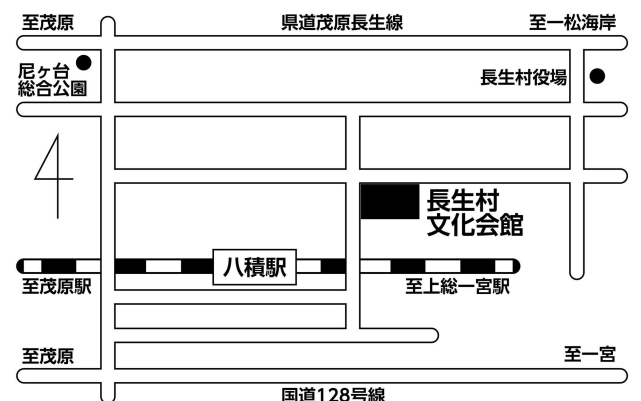 至茂原
県道茂原長生線
至一松海岸
尼ヶ台
総合公園
長生村役場
長生村
文化会館
八積駅
至茂原駅
至上総一宮駅
至茂原
至一宮
国道128号線